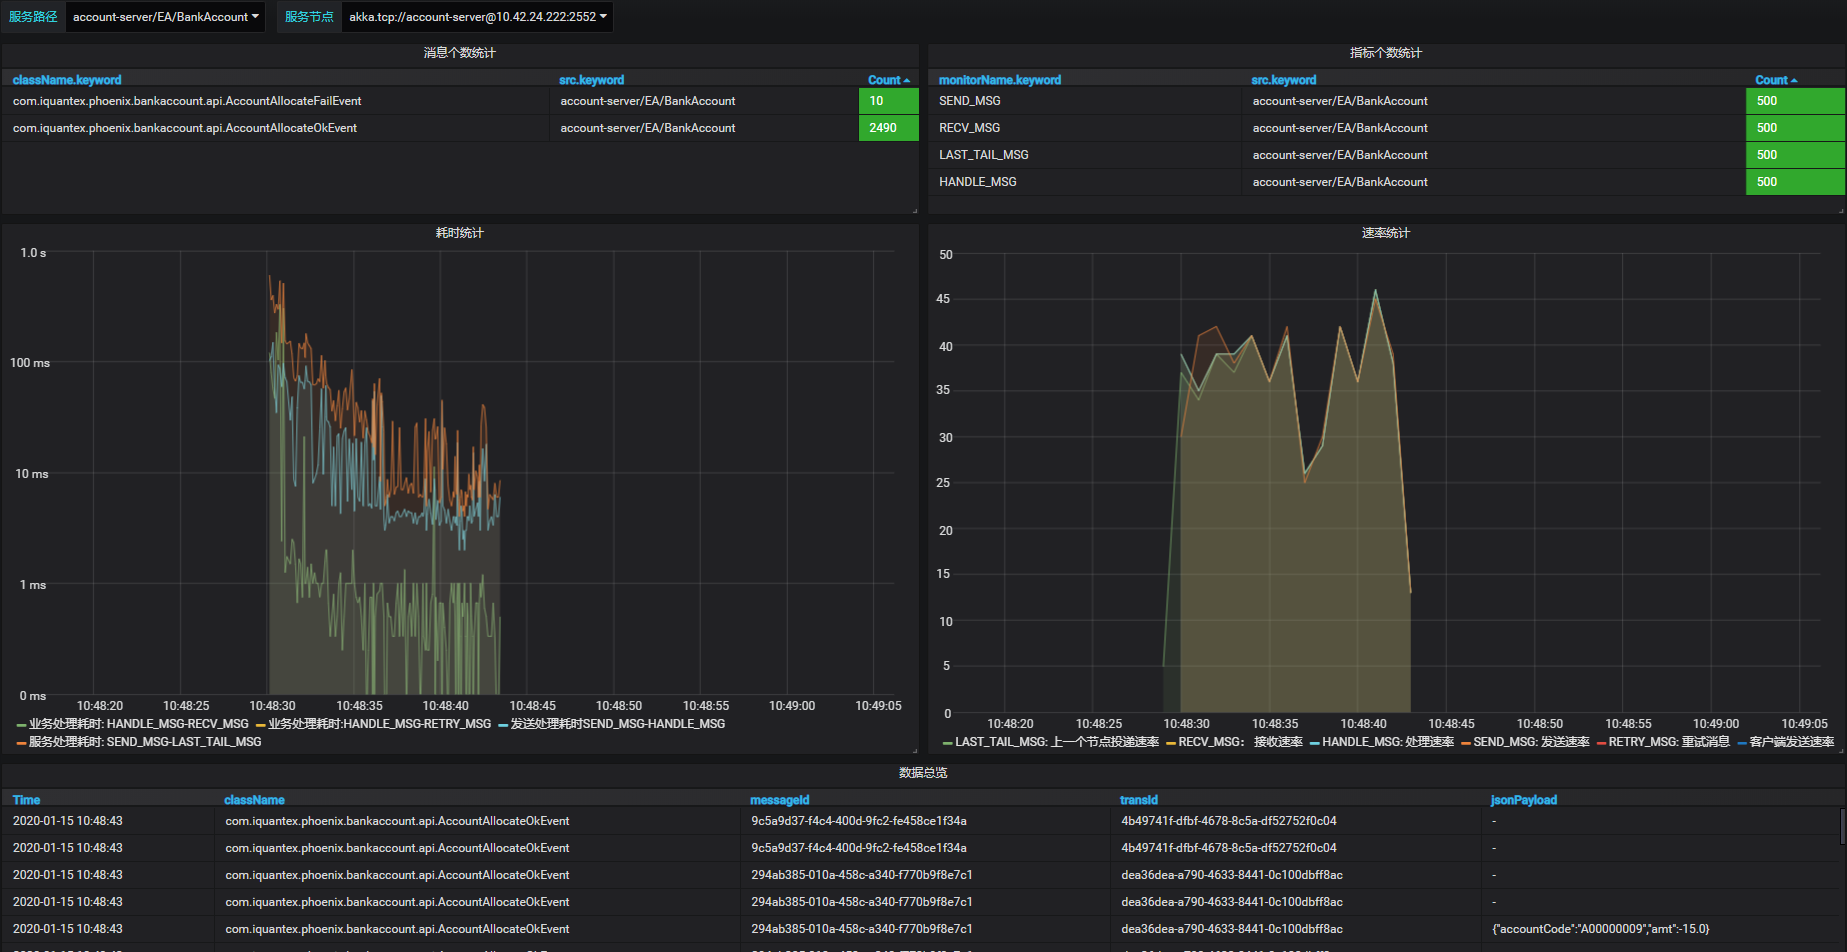 服务路径 account-server/EA/BankAccount 服务节点 akka.tcp://account-server@10.42.24.222:2552
消息个数统计
className.keyword src.keyword Count
com.iquantex.phoenix.bankaccount.api.AccountAllocateFailEvent account-server/EA/BankAccount 10
com.iquantex.phoenix.bankaccount.api.AccountAllocateOkEvent account-server/EA/BankAccount 2490
指标个数统计
monitorName.keyword src.keyword Count
SEND_MSG account-server/EA/BankAccount 500
RECV_MSG account-server/EA/BankAccount 500
LAST_TAIL_MSG account-server/EA/BankAccount 500
HANDLE_MSG account-server/EA/BankAccount 500
耗时统计
1.0 s
100 ms
10 ms
1 ms
0 ms
10:48:20 10:48:25 10:48:30 10:48:35 10:48:40 10:48:45 10:48:50 10:48:55 10:49:00 10:49:05
业务处理耗时: HANDLE_MSG-RECV_MSG 业务处理耗时:HANDLE_MSG-RETRY_MSG 发送处理耗时SEND_MSG-HANDLE_MSG
服务处理耗时: SEND_MSG-LAST_TAIL_MSG
速率统计
50
45
40
35
30
25
20
15
10
5
0
10:48:20 10:48:25 10:48:30 10:48:35 10:48:40 10:48:45 10:48:50 10:48:55 10:49:00 10:49:05
LAST_TAIL_MSG: 上一个节点投递速率 RECV_MSG： 接收速率 HANDLE_MSG: 处理速率 SEND_MSG: 发送速率 RETRY_MSG: 重试消息 客户端发送速率
数据总览
Time className messageId transId jsonPayload
2020-01-15 10:48:43 com.iquantex.phoenix.bankaccount.api.AccountAllocateOkEvent 9c5a9d37-f4c4-400d-9fc2-fe458ce1f34a 4b49741f-dfbf-4678-8c5a-df52752f0c04 -
2020-01-15 10:48:43 com.iquantex.phoenix.bankaccount.api.AccountAllocateOkEvent 9c5a9d37-f4c4-400d-9fc2-fe458ce1f34a 4b49741f-dfbf-4678-8c5a-df52752f0c04 -
2020-01-15 10:48:43 com.iquantex.phoenix.bankaccount.api.AccountAllocateOkEvent 294ab385-010a-458c-a340-f770b9f8e7c1 dea36dea-a790-4633-8441-0c100dbff8ac -
2020-01-15 10:48:43 com.iquantex.phoenix.bankaccount.api.AccountAllocateOkEvent 294ab385-010a-458c-a340-f770b9f8e7c1 dea36dea-a790-4633-8441-0c100dbff8ac -
2020-01-15 10:48:43 com.iquantex.phoenix.bankaccount.api.AccountAllocateOkEvent 294ab385-010a-458c-a340-f770b9f8e7c1 dea36dea-a790-4633-8441-0c100dbff8ac {"accountCode":"A00000009","amt":-15.0}